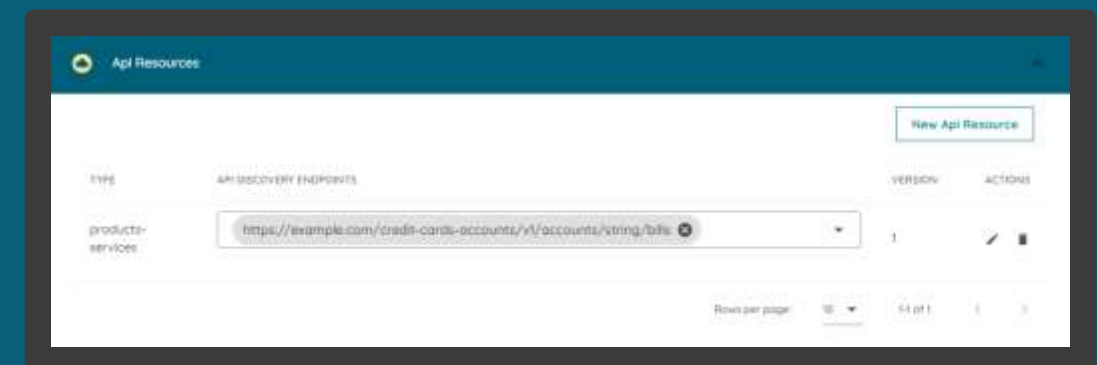 Api Resources
New Api Resource
TYPE API DISCOVERY ENDPOINTS VERSION ACTIONS
products-
services
https://example.com/credit-cards-accounts/v1/accounts/string/bills
1
Rows per page: 10 1-1 of 1